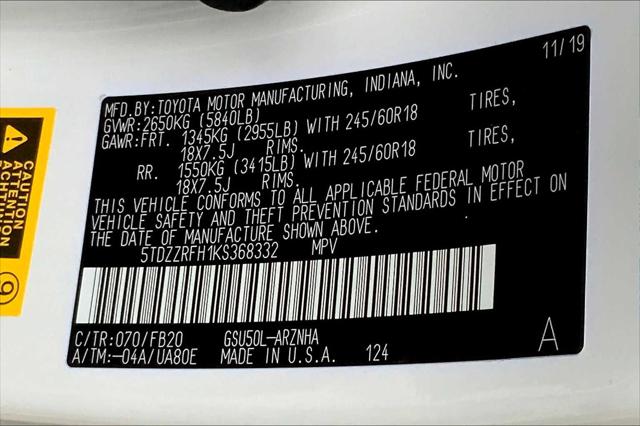 11/19
MFD.BY:TOYOTA MOTOR MANUFACTURING, INDIANA, INC.
GVWR:2650KG (5840LB)
GAWR:FRT. 1345KG (2955LB) WITH 245/60R18 TIRES,
18X7.5J RIMS.
RR. 1550KG (3415LB) WITH 245/60R18 TIRES,
18X7.5J RIMS.
THIS VEHICLE CONFORMS TO ALL APPLICABLE FEDERAL MOTOR
VEHICLE SAFETY AND THEFT PREVENTION STANDARDS IN EFFECT ON
THE DATE OF MANUFACTURE SHOWN ABOVE.
5TDZZRFH1KS368332 MPV
C/TR:070/FB20 GSU50L-ARZNHA
A/TM:-04A/UA80E MADE IN U.S.A. 124 A
CAUTION
ATTENTION
ACHTUNG
9